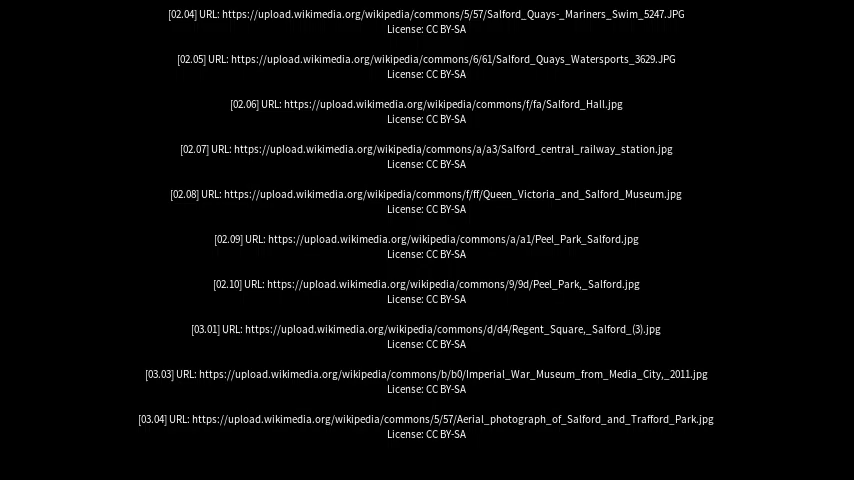 [02.04] URL: https://upload.wikimedia.org/wikipedia/commons/5/57/Salford_Quays-_Mariners_Swim_5247.JPG
License: CC BY-SA
[02.05] URL: https://upload.wikimedia.org/wikipedia/commons/6/61/Salford_Quays_Watersports_3629.JPG
License: CC BY-SA
[02.06] URL: https://upload.wikimedia.org/wikipedia/commons/f/fa/Salford_Hall.jpg
License: CC BY-SA
[02.07] URL: https://upload.wikimedia.org/wikipedia/commons/a/a3/Salford_central_railway_station.jpg
License: CC BY-SA
[02.08] URL: https://upload.wikimedia.org/wikipedia/commons/f/ff/Queen_Victoria_and_Salford_Museum.jpg
License: CC BY-SA
[02.09] URL: https://upload.wikimedia.org/wikipedia/commons/a/a1/Peel_Park_Salford.jpg
License: CC BY-SA
[02.10] URL: https://upload.wikimedia.org/wikipedia/commons/9/9d/Peel_Park,_Salford.jpg
License: CC BY-SA
[03.01] URL: https://upload.wikimedia.org/wikipedia/commons/d/d4/Regent_Square,_Salford_(3).jpg
License: CC BY-SA
[03.03] URL: https://upload.wikimedia.org/wikipedia/commons/b/b0/Imperial_War_Museum_from_Media_City,_2011.jpg
License: CC BY-SA
[03.04] URL: https://upload.wikimedia.org/wikipedia/commons/5/57/Aerial_photograph_of_Salford_and_Trafford_Park.jpg
License: CC BY-SA